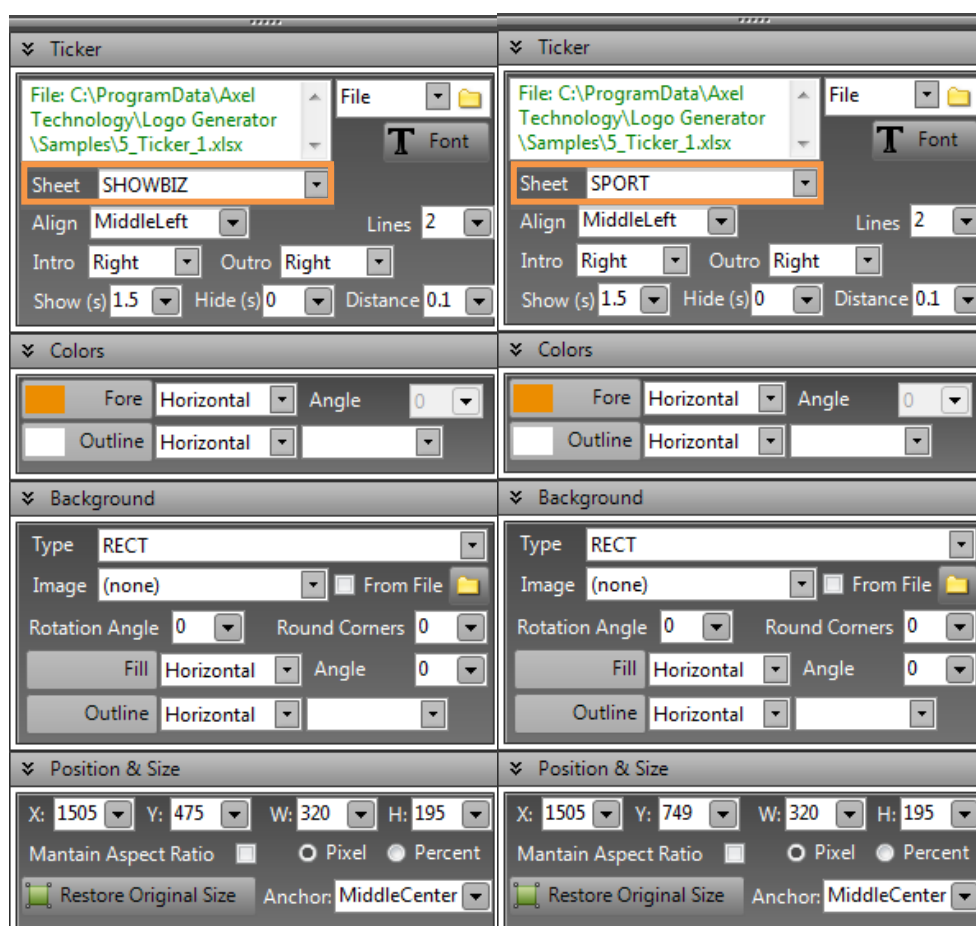 Ticker
File: C:\ProgramData\Axel
Technology\Logo Generator
\Samples\5_Ticker_1.xlsx
File
T Font
Sheet SHOWBIZ
Align MiddleLeft Lines 2
Intro Right Outro Right
Show (s) 1.5 Hide (s) 0 Distance 0.1
Colors
Fore Horizontal Angle 0
Outline Horizontal
Background
Type RECT
Image (none) From File
Rotation Angle 0 Round Corners 0
Fill Horizontal Angle 0
Outline Horizontal
Position & Size
X: 1505 Y: 475 W: 320 H: 195
Mantain Aspect Ratio Pixel Percent
Restore Original Size Anchor: MiddleCenter
Ticker
File: C:\ProgramData\Axel
Technology\Logo Generator
\Samples\5_Ticker_1.xlsx
File
T Font
Sheet SPORT
Align MiddleLeft Lines 2
Intro Right Outro Right
Show (s) 1.5 Hide (s) 0 Distance 0.1
Colors
Fore Horizontal Angle 0
Outline Horizontal
Background
Type RECT
Image (none) From File
Rotation Angle 0 Round Corners 0
Fill Horizontal Angle 0
Outline Horizontal
Position & Size
X: 1505 Y: 749 W: 320 H: 195
Mantain Aspect Ratio Pixel Percent
Restore Original Size Anchor: MiddleCenter